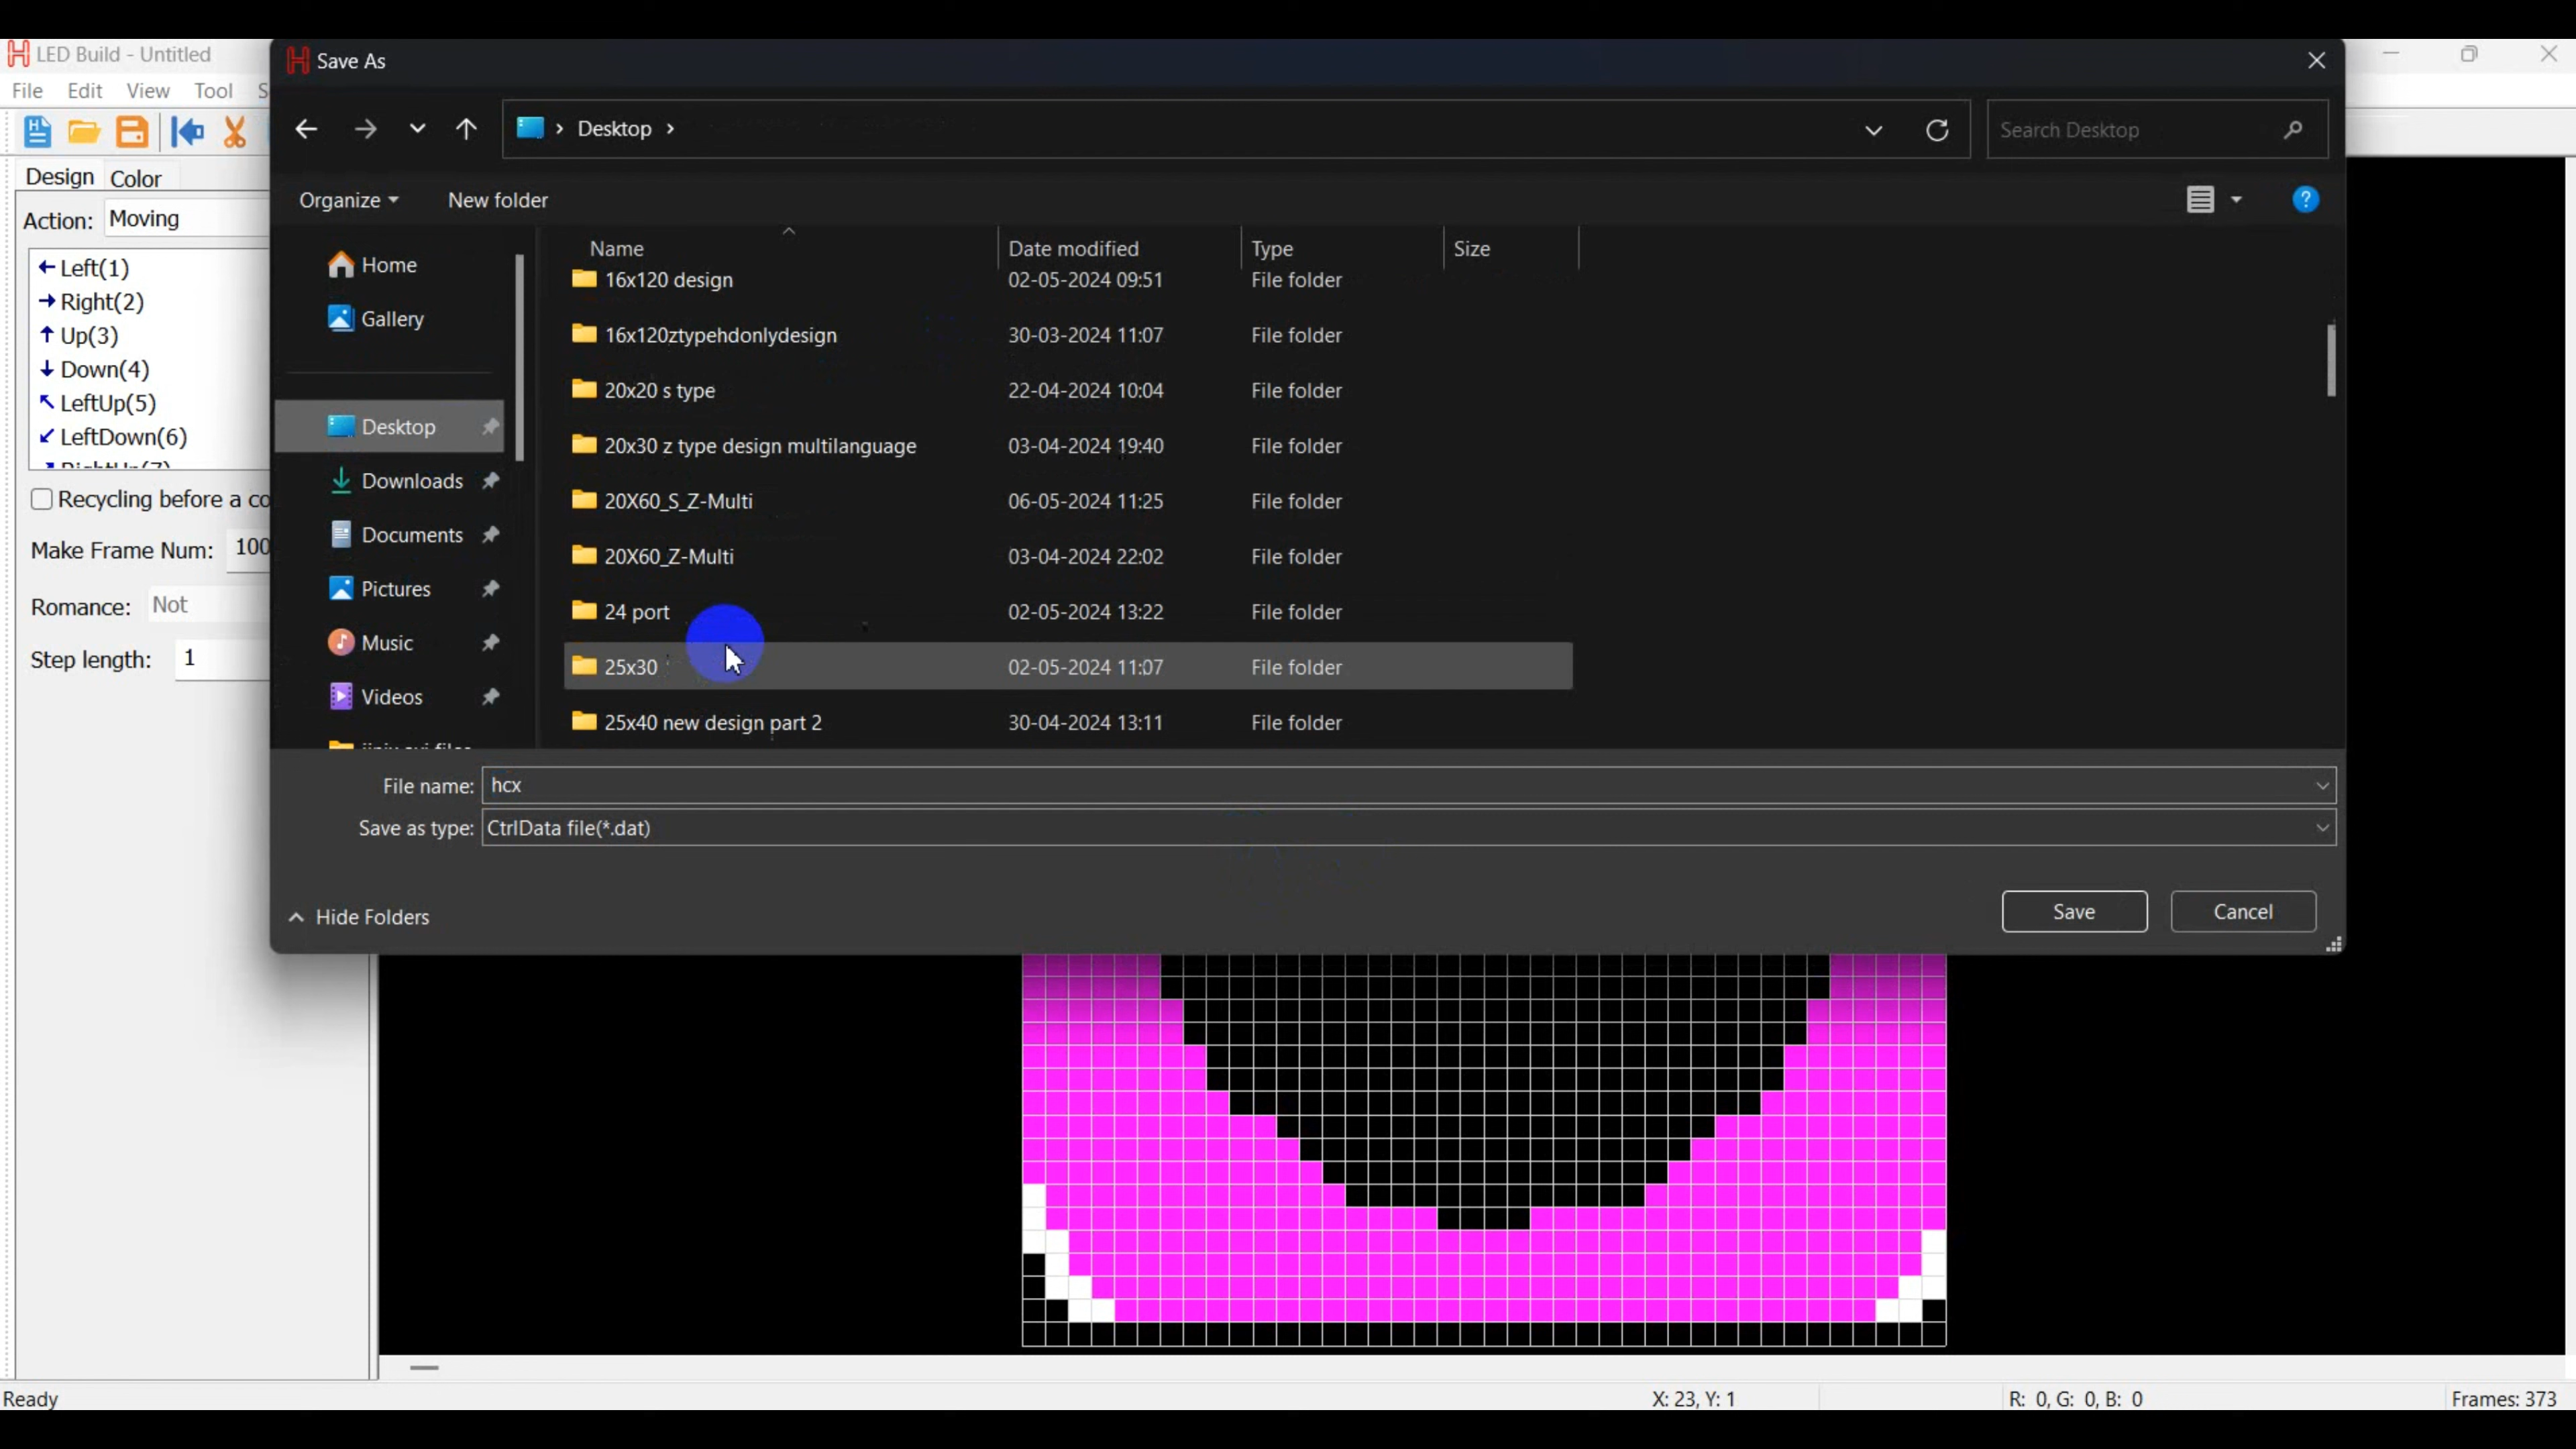 LED Build - Untitled
File Edit View Tool S
Save As
Desktop
Search Desktop
Organize New folder
Design Color
Action: Moving
Left(1)
Right(2)
Up(3)
Down(4)
LeftUp(5)
LeftDown(6)
Recycling before a co
Make Frame Num: 100
Romance: Not
Step length: 1
Home
Gallery
Desktop
Downloads
Documents
Pictures
Music
Videos
Name Date modified Type Size
16x120 design 02-05-2024 09:51 File folder
16x120ztypehdonlydesign 30-03-2024 11:07 File folder
20x20 s type 22-04-2024 10:04 File folder
20x30 z type design multilanguage 03-04-2024 19:40 File folder
20X60_S_Z-Multi 06-05-2024 11:25 File folder
20X60_Z-Multi 03-04-2024 22:02 File folder
24 port 02-05-2024 13:22 File folder
25x30 02-05-2024 11:07 File folder
25x40 new design part 2 30-04-2024 13:11 File folder
File name: hcx
Save as type: CtrlData file(*.dat)
Hide Folders
Save Cancel
Ready X: 23, Y: 1 R: 0, G: 0, B: 0 Frames: 373